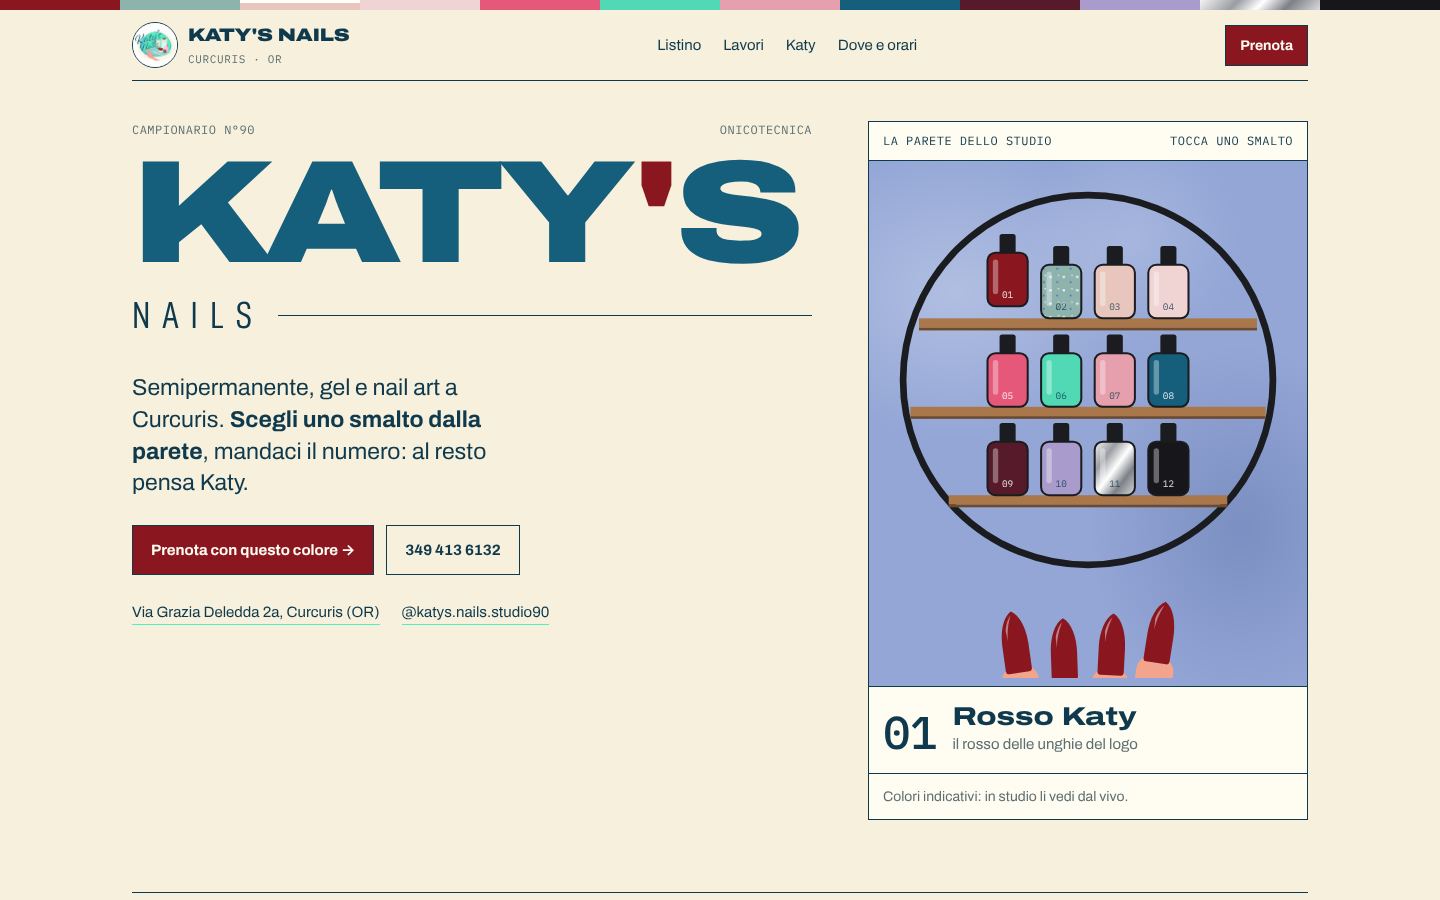 KATY'S NAILS
CURCURIS · OR
Listino
Lavori
Katy
Dove e orari
Prenota
CAMPIONARIO N°90
ONICOTECNICA
KATY'S
NAILS
Semipermanente, gel e nail art a
Curcuris. Scegli uno smalto dalla
parete, mandaci il numero: al resto
pensa Katy.
Prenota con questo colore →
349 413 6132
Via Grazia Deledda 2a, Curcuris (OR)
@katys.nails.studio90
LA PARETE DELLO STUDIO
TOCCA UNO SMALTO
01
02
03
04
05
06
07
08
09
10
11
12
01
Rosso Katy
il rosso delle unghie del logo
Colori indicativi: in studio li vedi dal vivo.